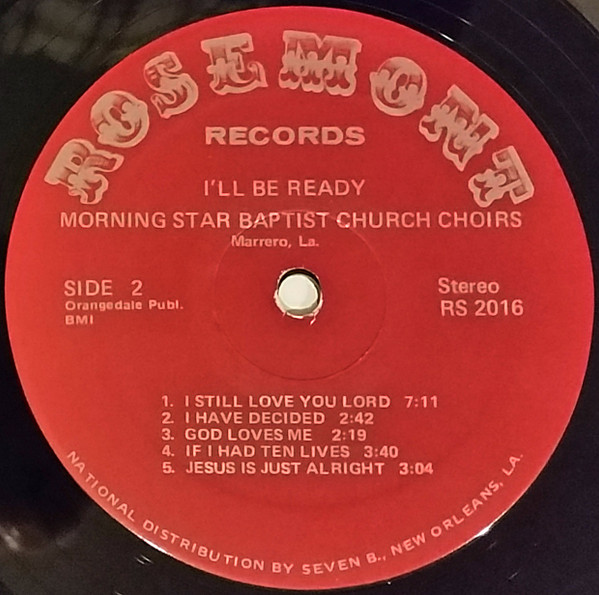 ROSEMONT
RECORDS
I'LL BE READY
MORNING STAR BAPTIST CHURCH CHOIRS
Marrero, La.
SIDE 2
Orangedale Publ.
BMI
Stereo
RS 2016
1. I STILL LOVE YOU LORD 7:11
2. I HAVE DECIDED 2:42
3. GOD LOVES ME 2:19
4. IF I HAD TEN LIVES 3:40
5. JESUS IS JUST ALRIGHT 3:04
NATIONAL DISTRIBUTION BY SEVEN B., NEW ORLEANS, LA.